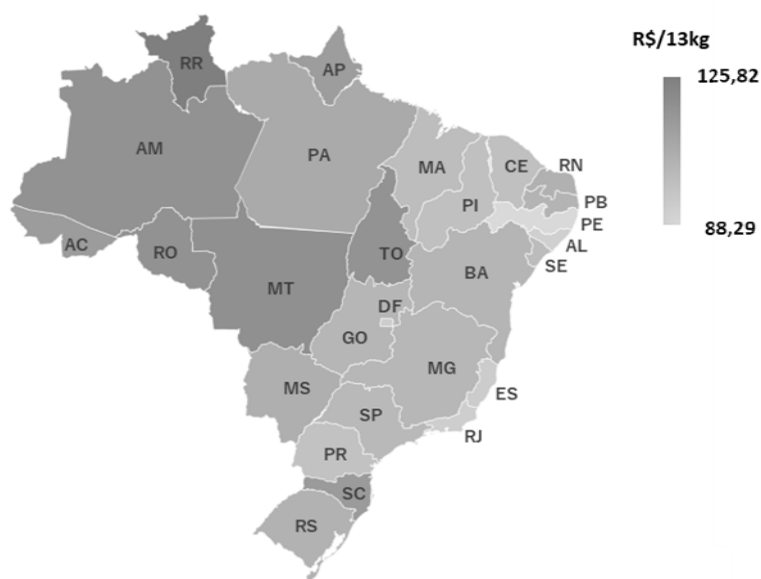 R$/13kg
125,82
88,29
RR
AP
AM
PA
MA
CE
RN
PI
PB
PE
AL
SE
AC
RO
TO
BA
MT
DF
GO
MG
MS
ES
SP
RJ
PR
SC
RS